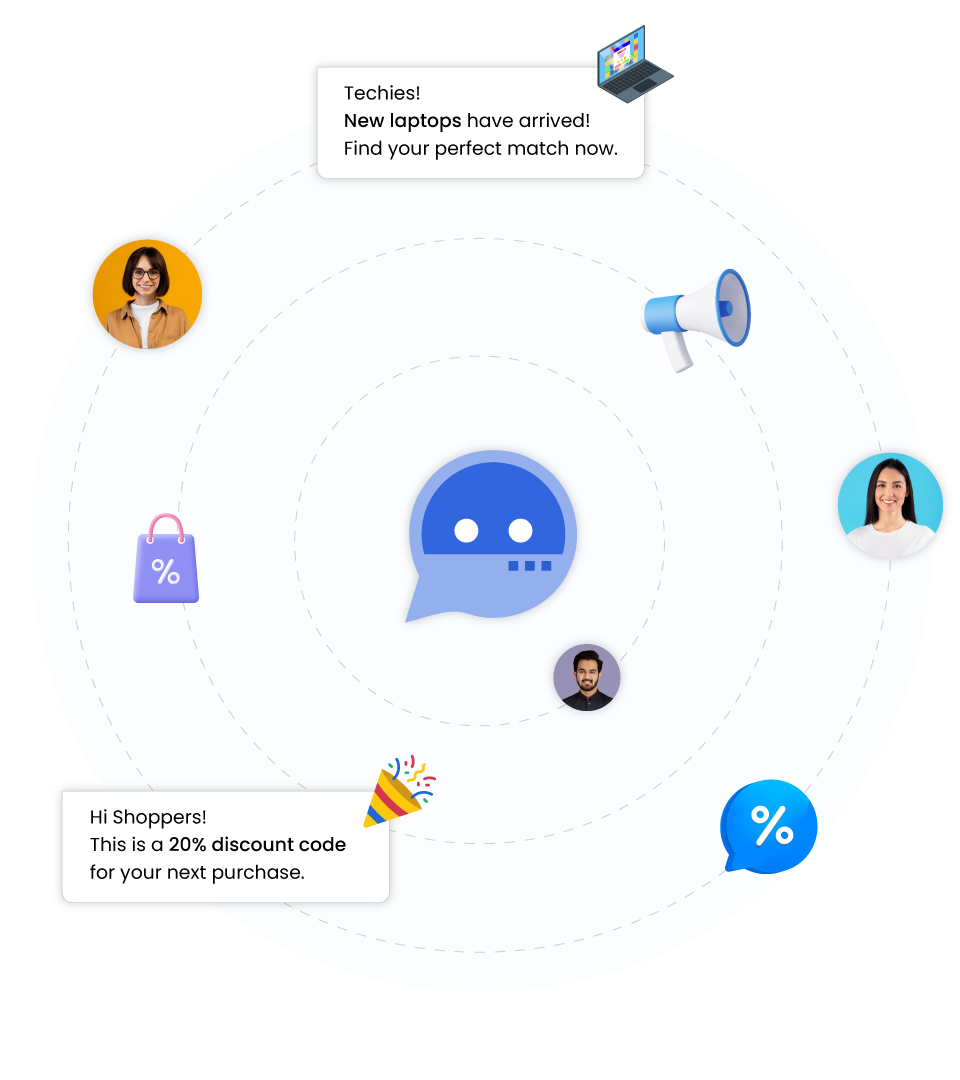 Techies!
New laptops have arrived!
Find your perfect match now.
%
Hi Shoppers!
This is a 20% discount code
for your next purchase.
%